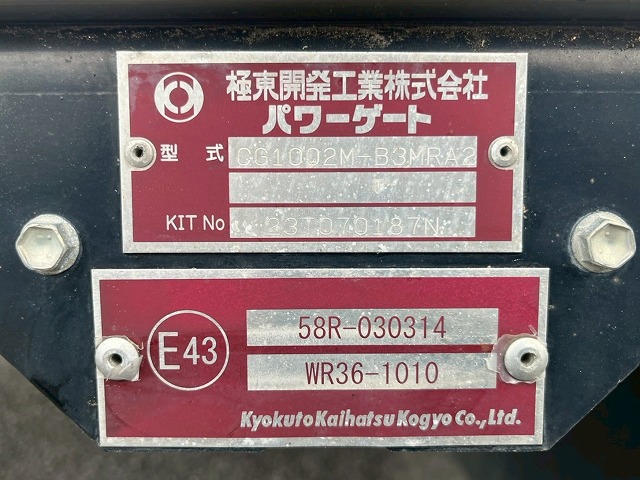 極東開発工業株式会社
パワーゲート
型式 CG1002M-B3MRA2
KIT No 23T070187N
E43
58R-030314
WR36-1010
Kyokuto Kaihatsu Kogyo Co., Ltd.